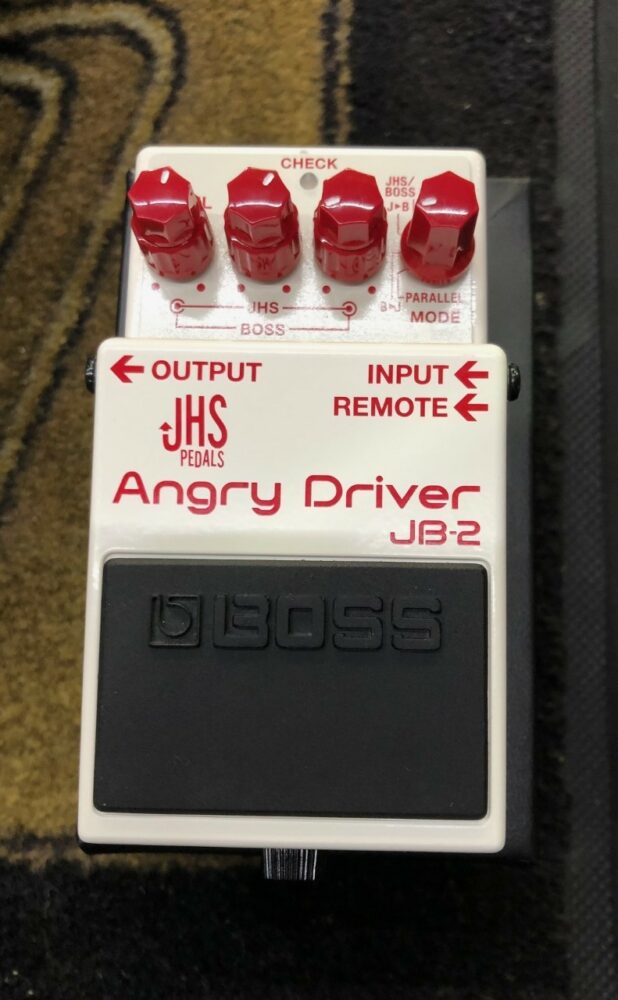 CHECK
JHS/
BOSS
J►B
PARALLEL
B►J
MODE
JHS
BOSS
← OUTPUT
INPUT ←
REMOTE ←
JHS
PEDALS
Angry Driver
JB-2
BOSS